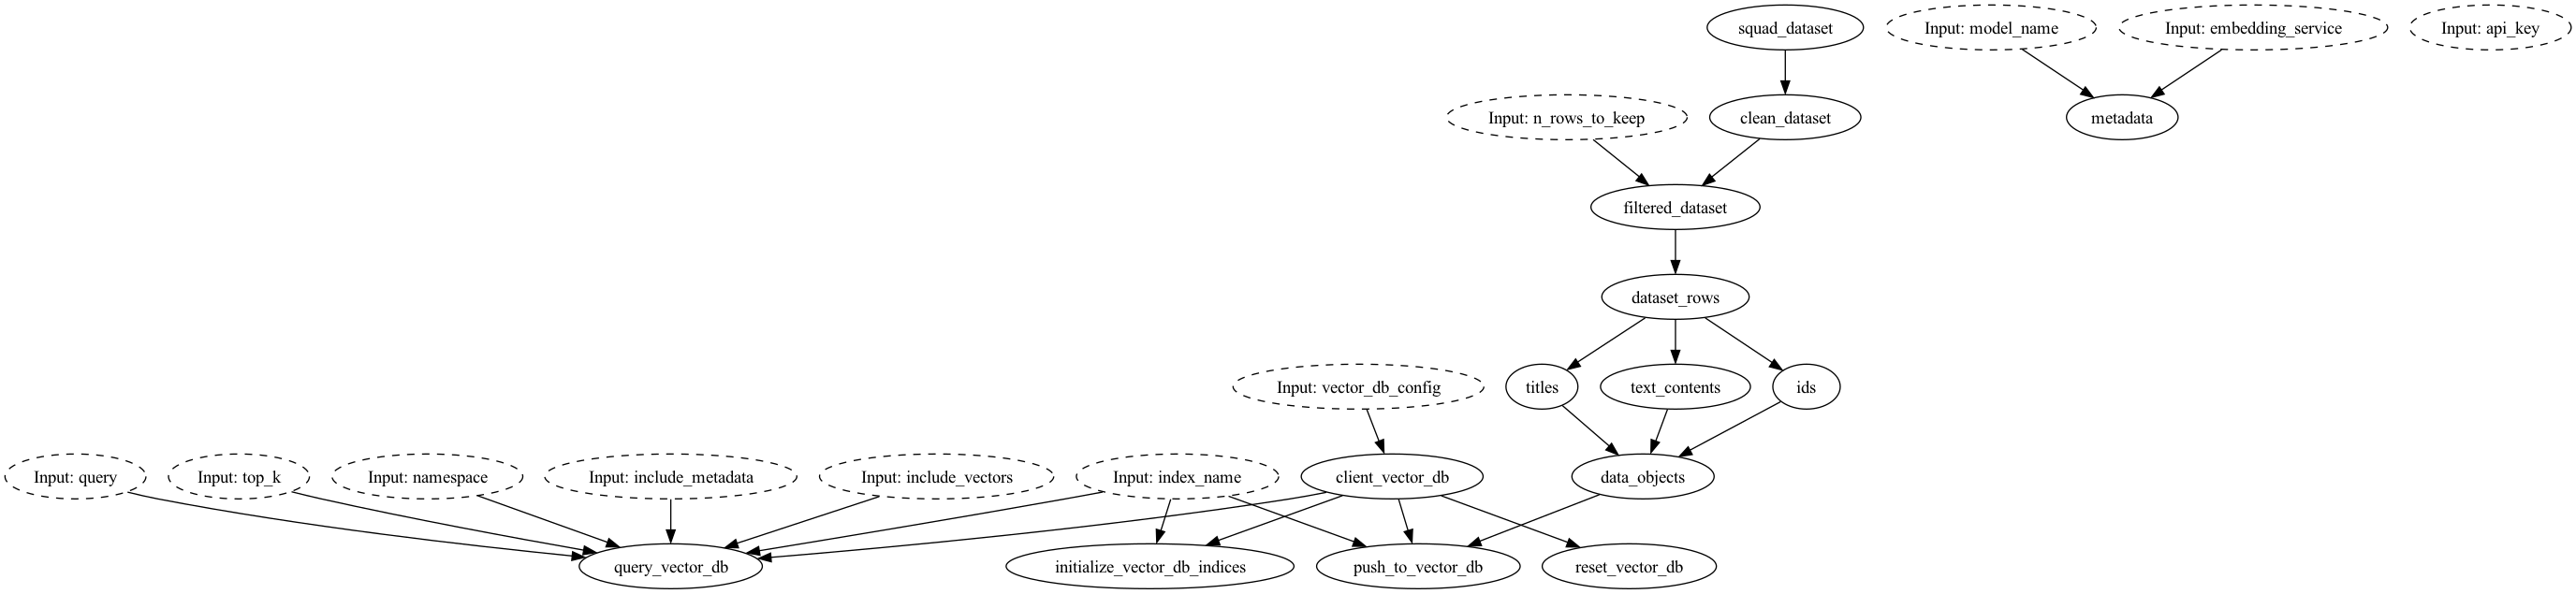 squad_dataset
Input: model_name
Input: embedding_service
Input: api_key
Input: n_rows_to_keep
clean_dataset
metadata
filtered_dataset
dataset_rows
Input: vector_db_config
titles
text_contents
ids
Input: query
Input: top_k
Input: namespace
Input: include_metadata
Input: include_vectors
Input: index_name
client_vector_db
data_objects
query_vector_db
initialize_vector_db_indices
push_to_vector_db
reset_vector_db